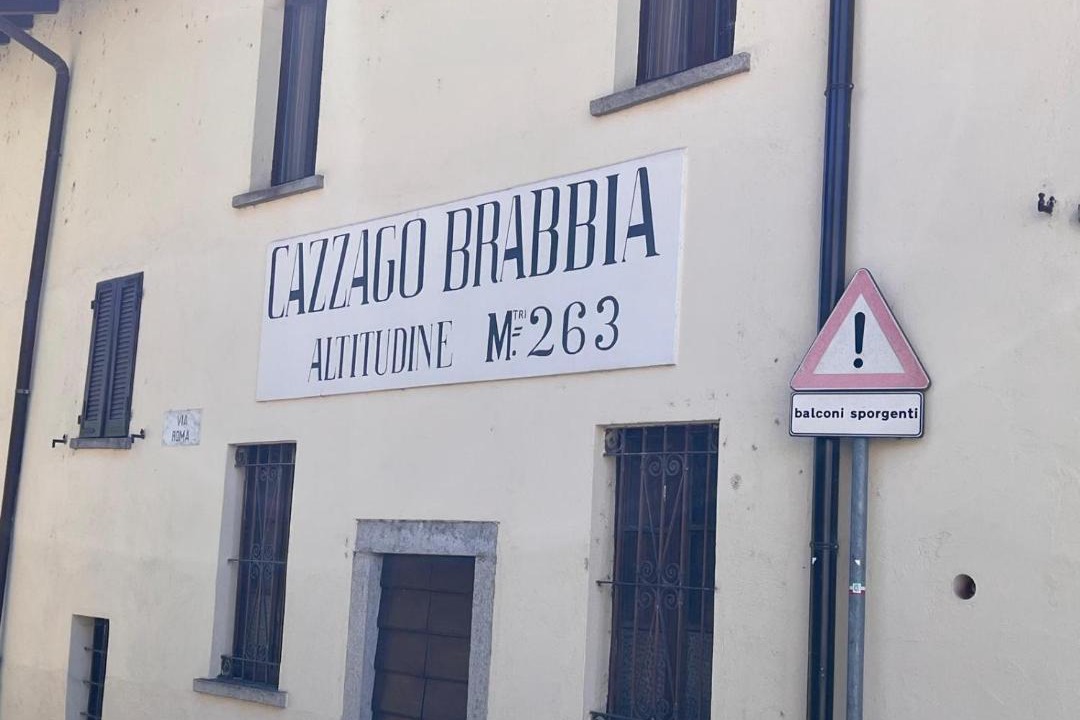 CAZZAGO BRABBIA
ALTITUDINE M.TRI 263
VIA
ROMA
!
balconi sporgenti